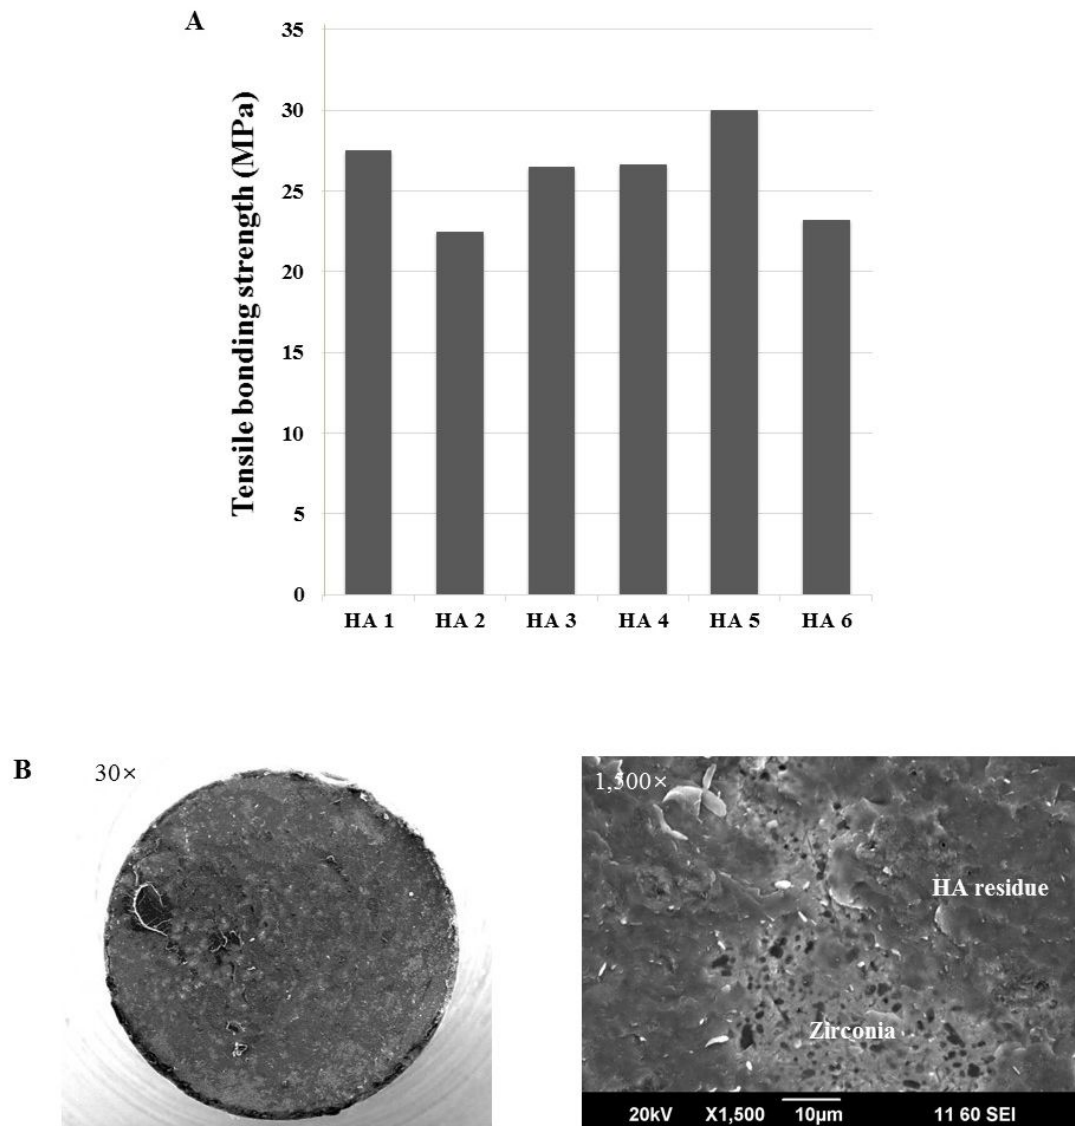 A
Tensile bonding strength (MPa)
35
30
25
20
15
10
5
0
HA 1 HA 2 HA 3 HA 4 HA 5 HA 6
B
30×
1,500×
HA residue
Zirconia
20kV X1,500 10µm 11 60 SEI